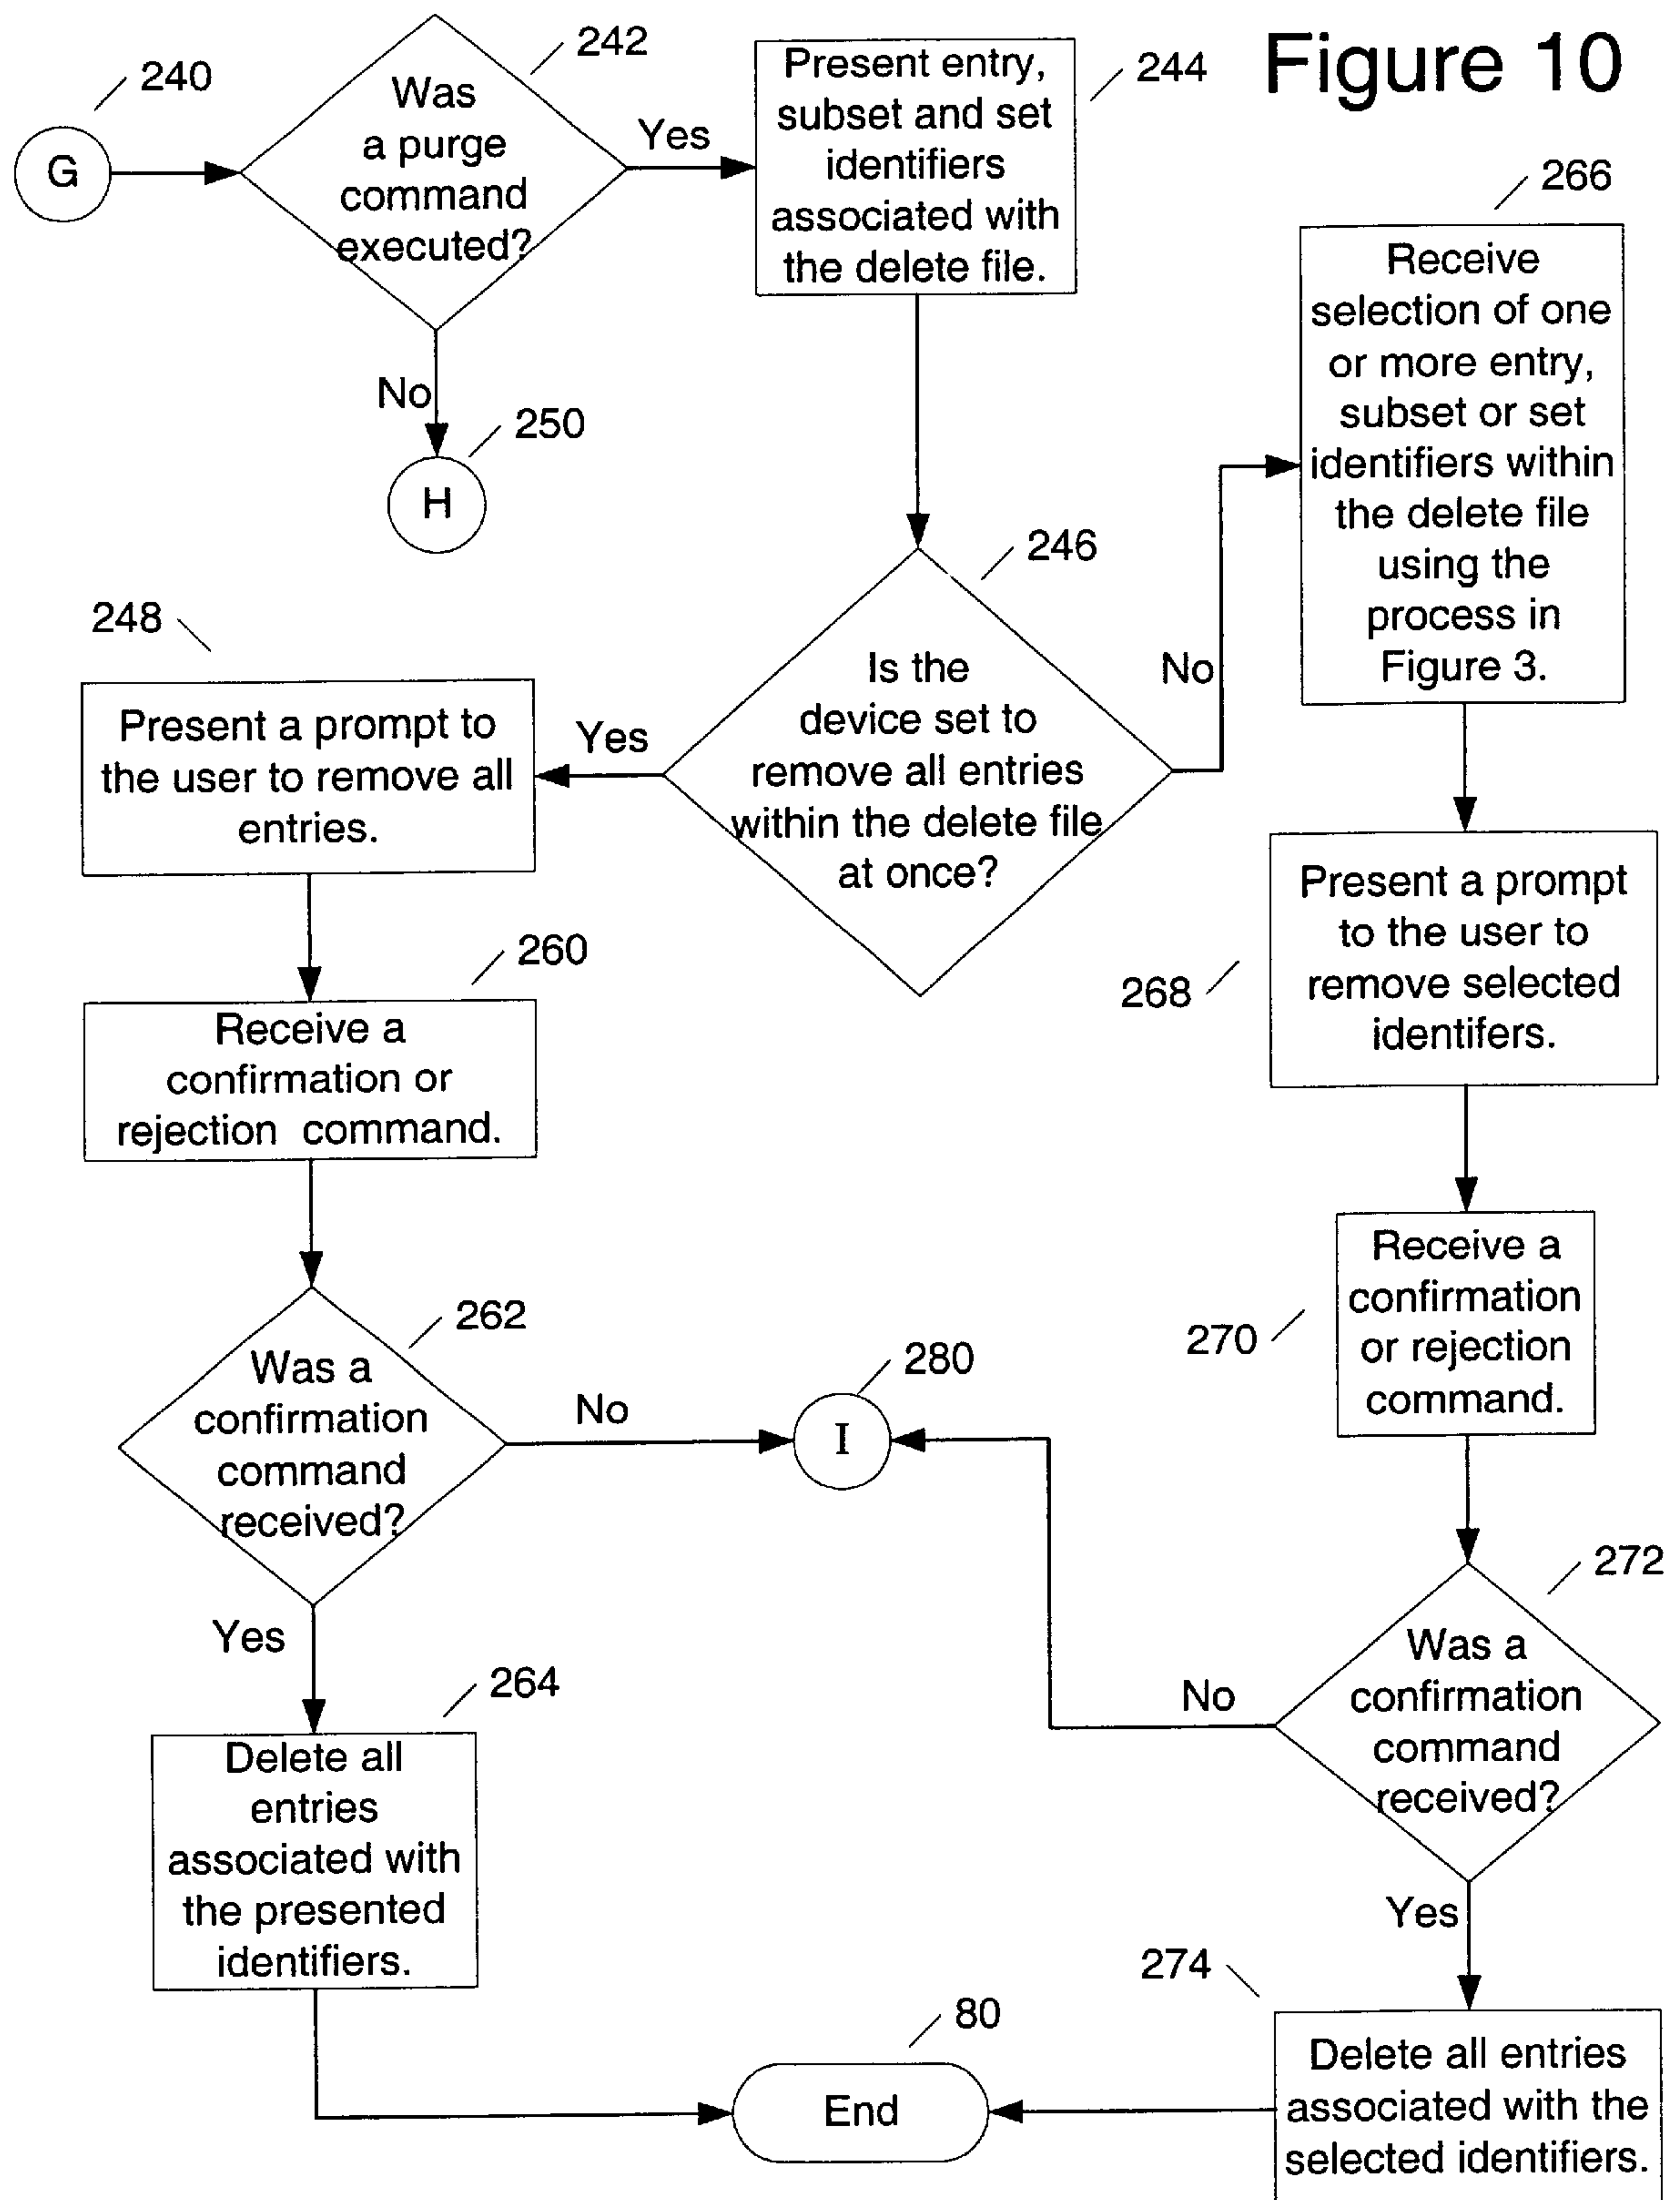 Figure 10
240
G
242
Was
a purge
command
executed?
Yes
244
Present entry,
subset and set
identifiers
associated with
the delete file.
No
250
H
246
Is the
device set to
remove all entries
within the delete file
at once?
No
266
Receive
selection of one
or more entry,
subset or set
identifiers within
the delete file
using the
process in
Figure 3.
Yes
248
Present a prompt to
the user to remove all
entries.
260
Receive a
confirmation or
rejection command.
268
Present a prompt
to the user to
remove selected
identifers.
262
Was a
confirmation
command
received?
No
280
I
270
Receive a
confirmation
or rejection
command.
272
Was a
confirmation
command
received?
No
Yes
264
Delete all
entries
associated with
the presented
identifiers.
Yes
274
Delete all entries
associated with the
selected identifiers.
80
End